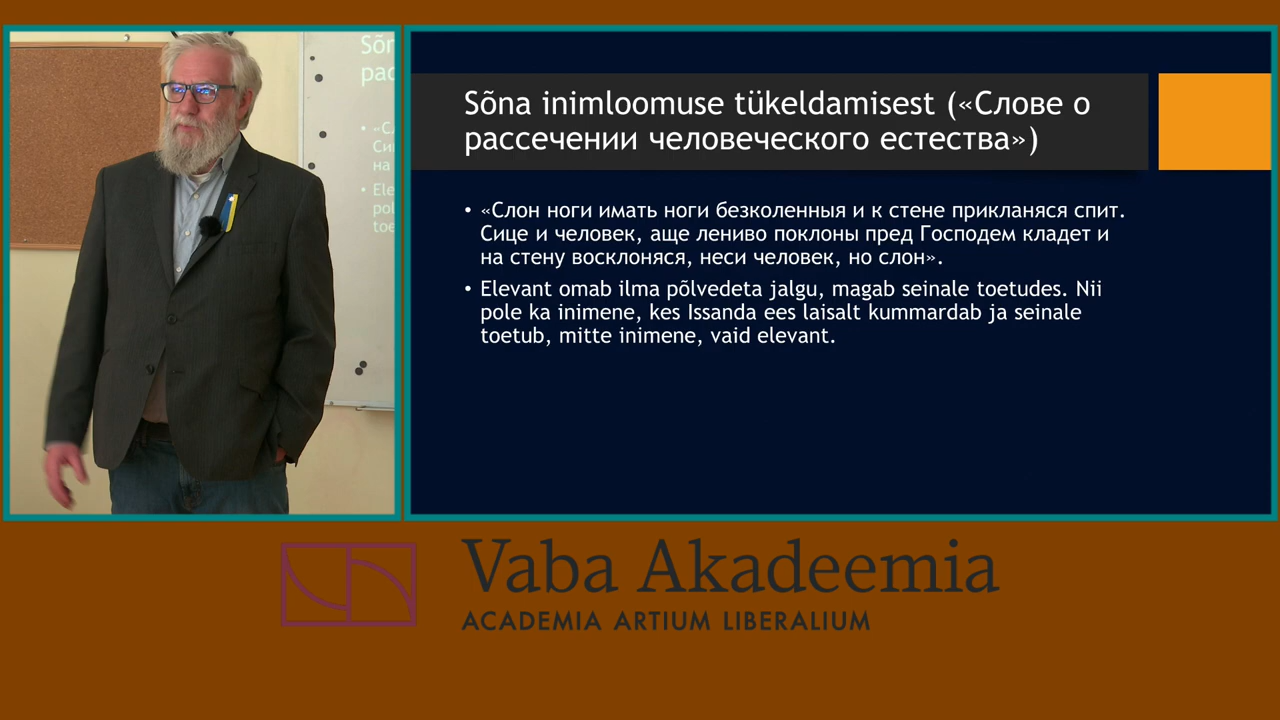 Sõna inimloomuse tükeldamisest («Слове о
рассечении человеческого естества»)
• «Слон ноги имать ноги безколенныя и к стене прикланяся спит.
Сице и человек, аще лениво поклоны пред Господем кладет и
на стену восклоняся, неси человек, но слон».
• Elevant omab ilma põlvedeta jalgu, magab seinale toetudes. Nii
pole ka inimene, kes Issanda ees laisalt kummardab ja seinale
toetub, mitte inimene, vaid elevant.
Vaba Akadeemia
ACADEMIA ARTIUM LIBERALIUM